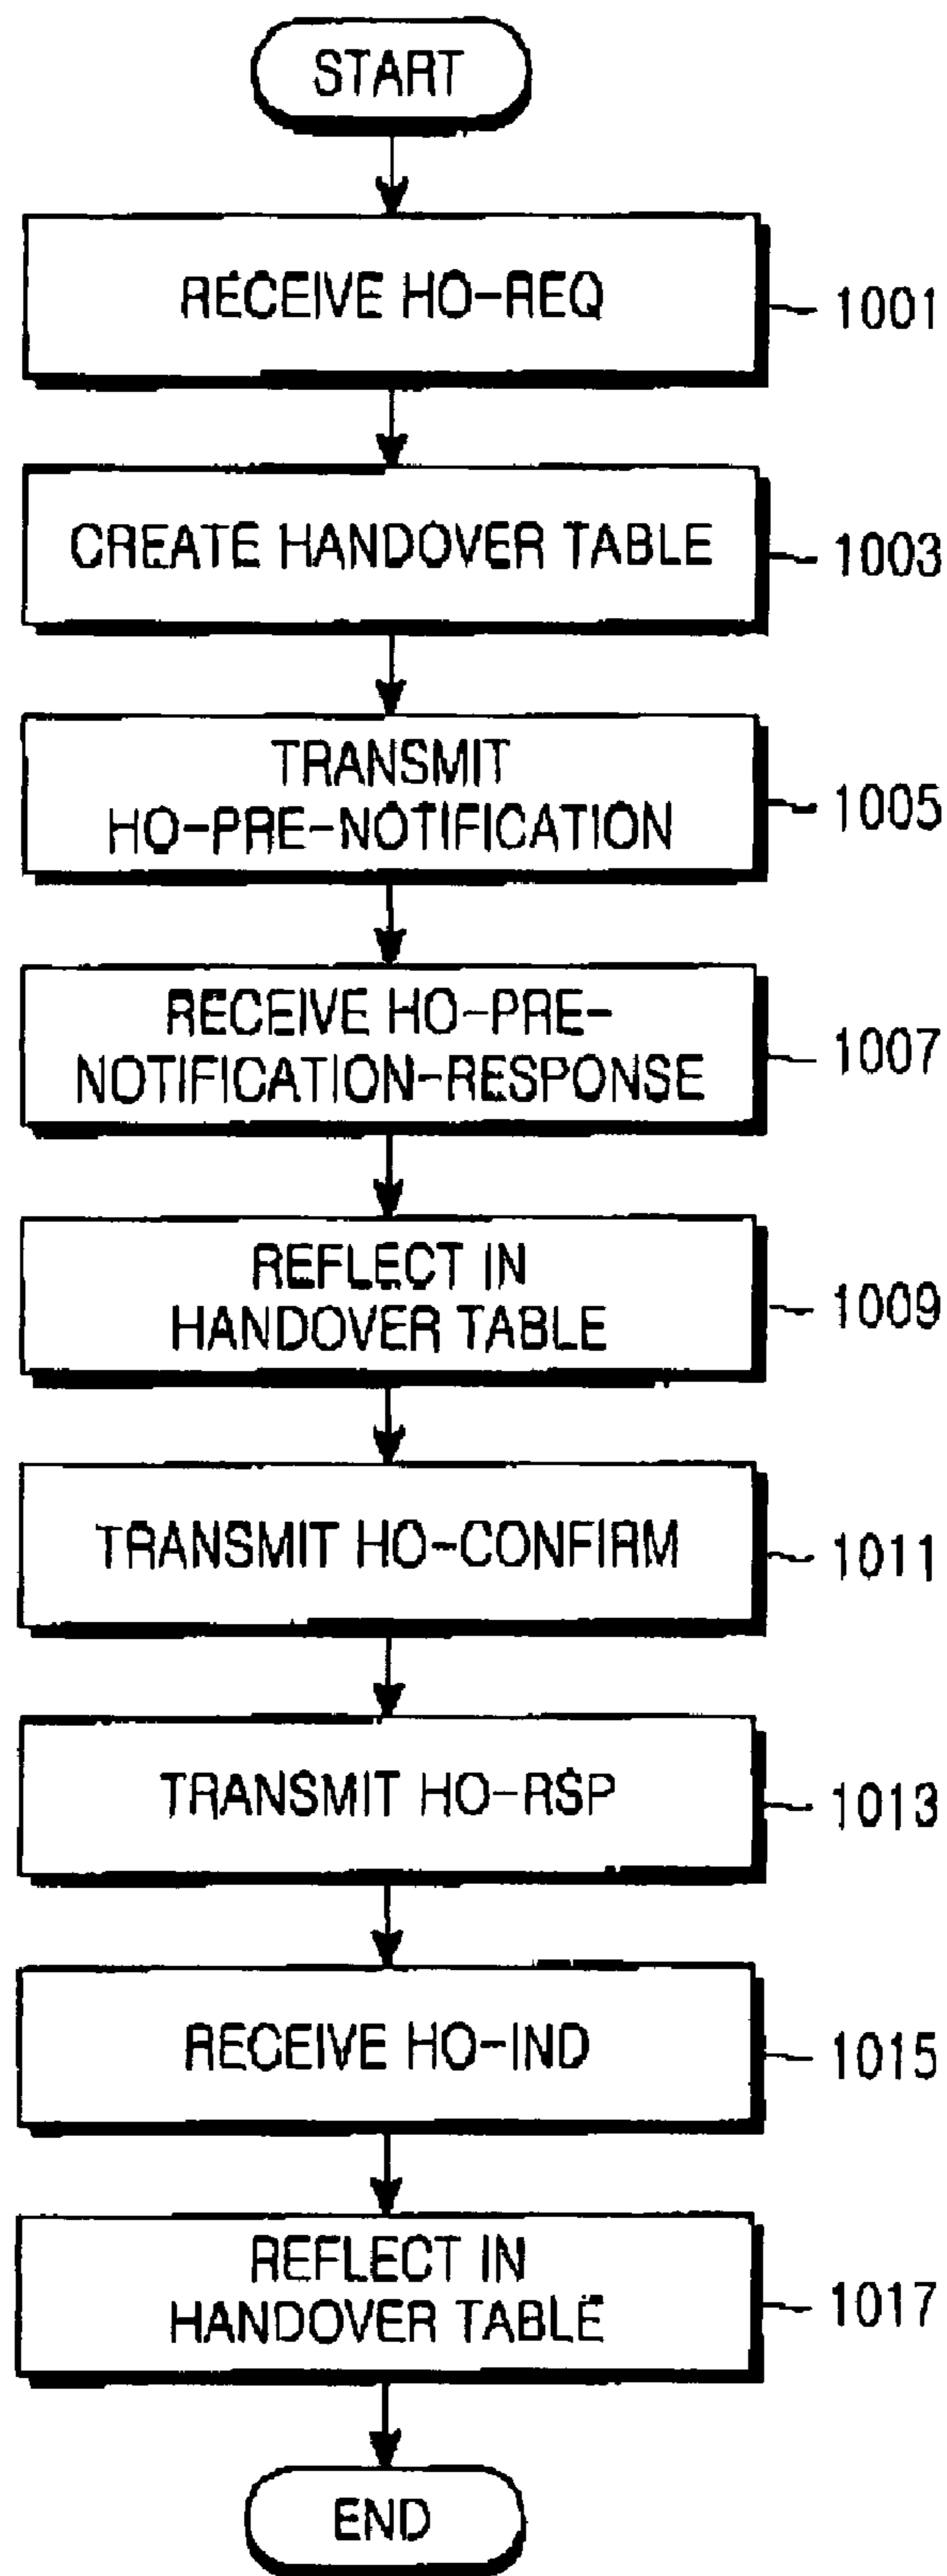 START
RECEIVE HO-REQ
1001
CREATE HANDOVER TABLE
1003
TRANSMIT
HO-PRE-NOTIFICATION
1005
RECEIVE HO-PRE-
NOTIFICATION-RESPONSE
1007
REFLECT IN
HANDOVER TABLE
1009
TRANSMIT HO-CONFIRM
1011
TRANSMIT HO-RSP
1013
RECEIVE HO-IND
1015
REFLECT IN
HANDOVER TABLE
1017
END